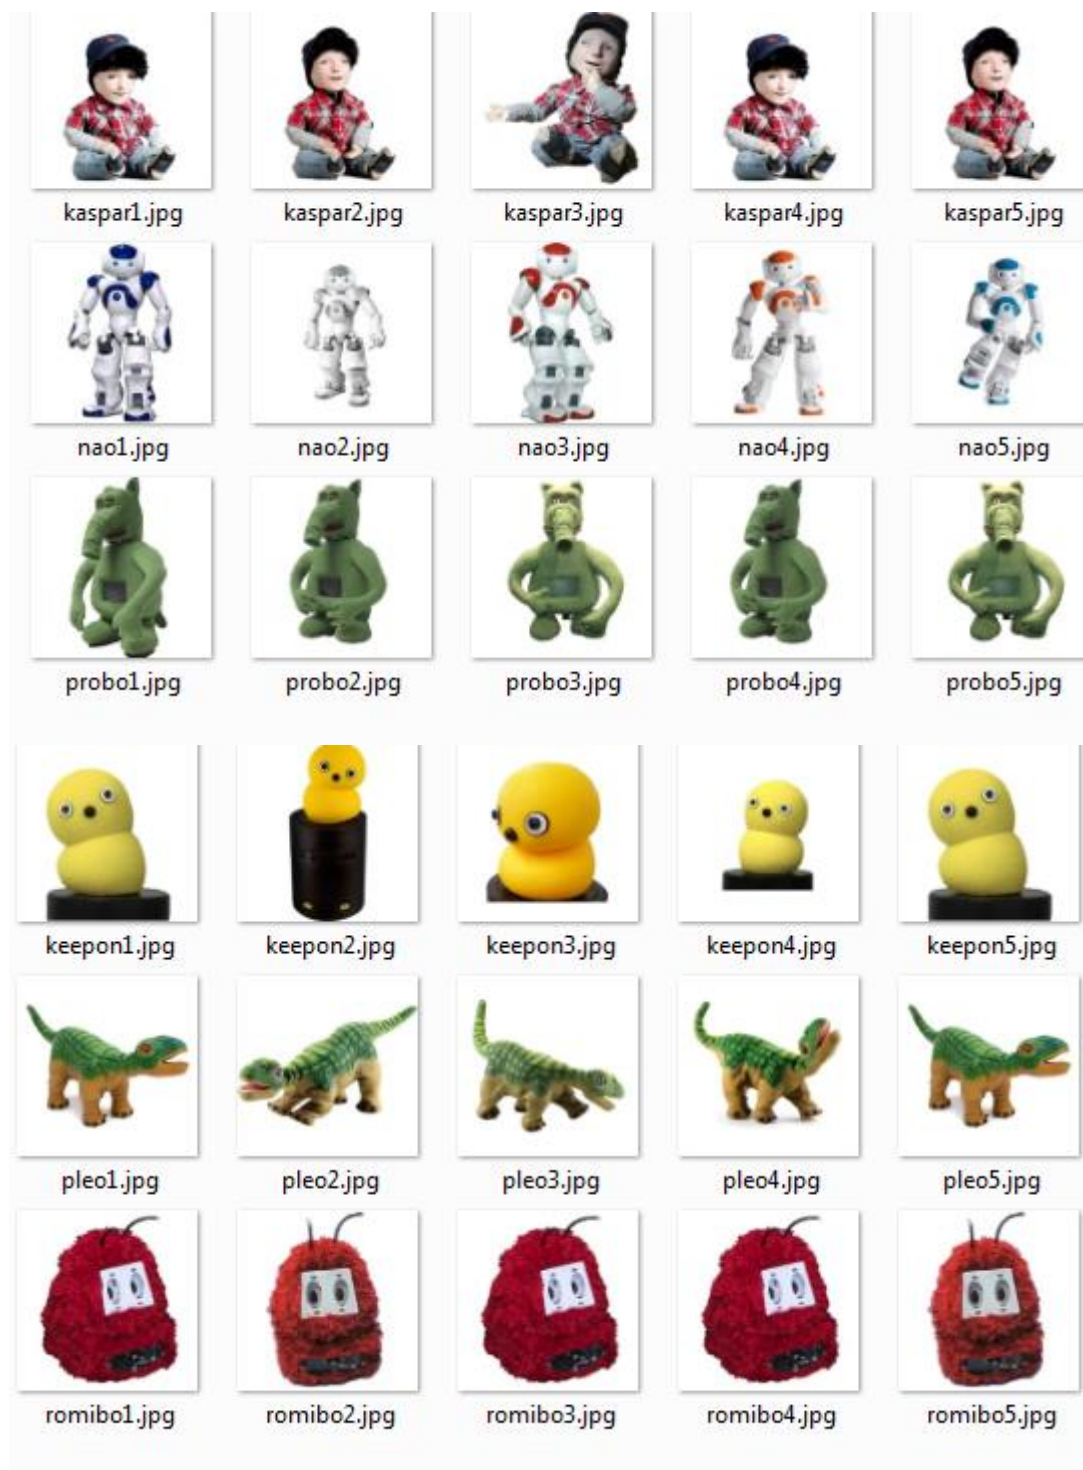 kaspar1.jpg kaspar2.jpg kaspar3.jpg kaspar4.jpg kaspar5.jpg
nao1.jpg nao2.jpg nao3.jpg nao4.jpg nao5.jpg
probo1.jpg probo2.jpg probo3.jpg probo4.jpg probo5.jpg
keepon1.jpg keepon2.jpg keepon3.jpg keepon4.jpg keepon5.jpg
pleo1.jpg pleo2.jpg pleo3.jpg pleo4.jpg pleo5.jpg
romibo1.jpg romibo2.jpg romibo3.jpg romibo4.jpg romibo5.jpg